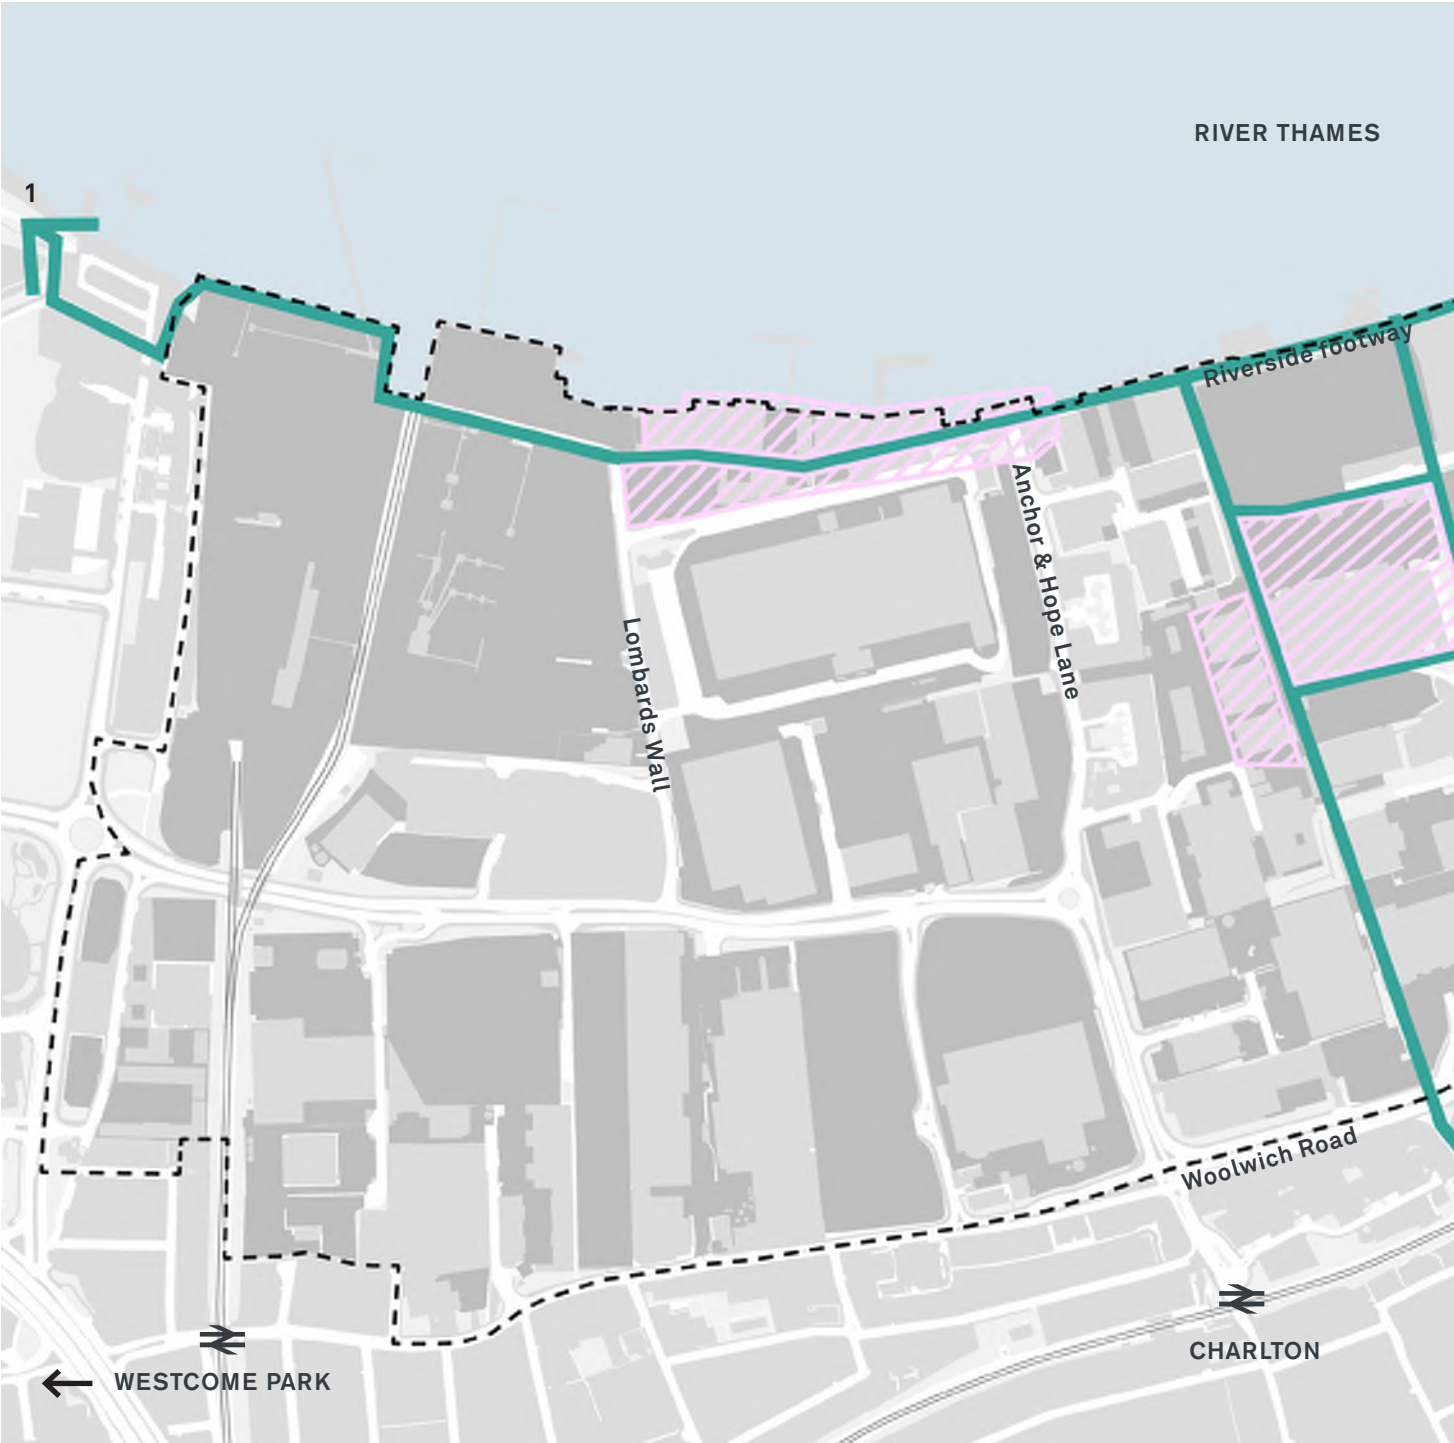 RIVER THAMES
1
Riverside footway
Anchor & Hope Lane
Lombards Wall
Woolwich Road
CHARLTON
WESTCOME PARK